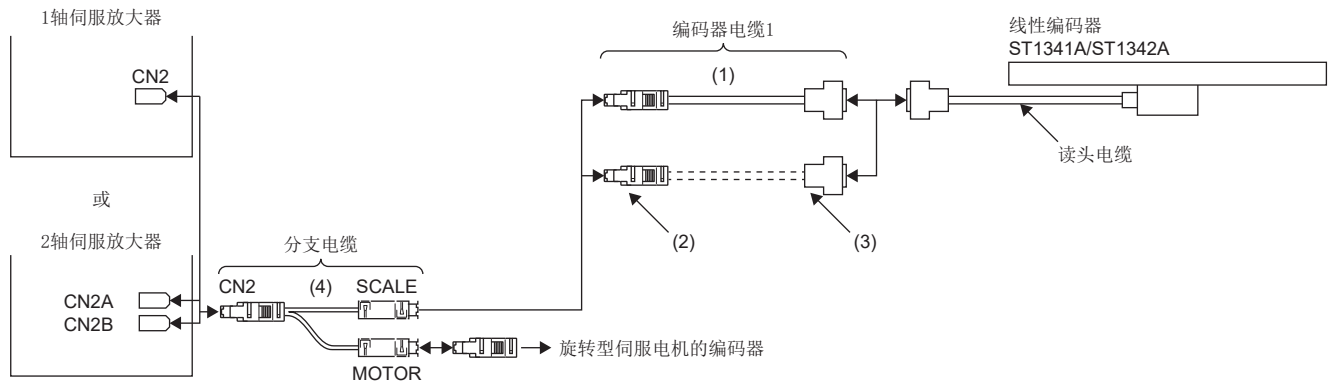 1轴伺服放大器
CN2
或
2轴伺服放大器
CN2A
CN2B
分支电缆
CN2
(4)
SCALE
MOTOR
旋转型伺服电机的编码器
编码器电缆1
(1)
(2)
(3)
线性编码器
ST1341A/ST1342A
读头电缆